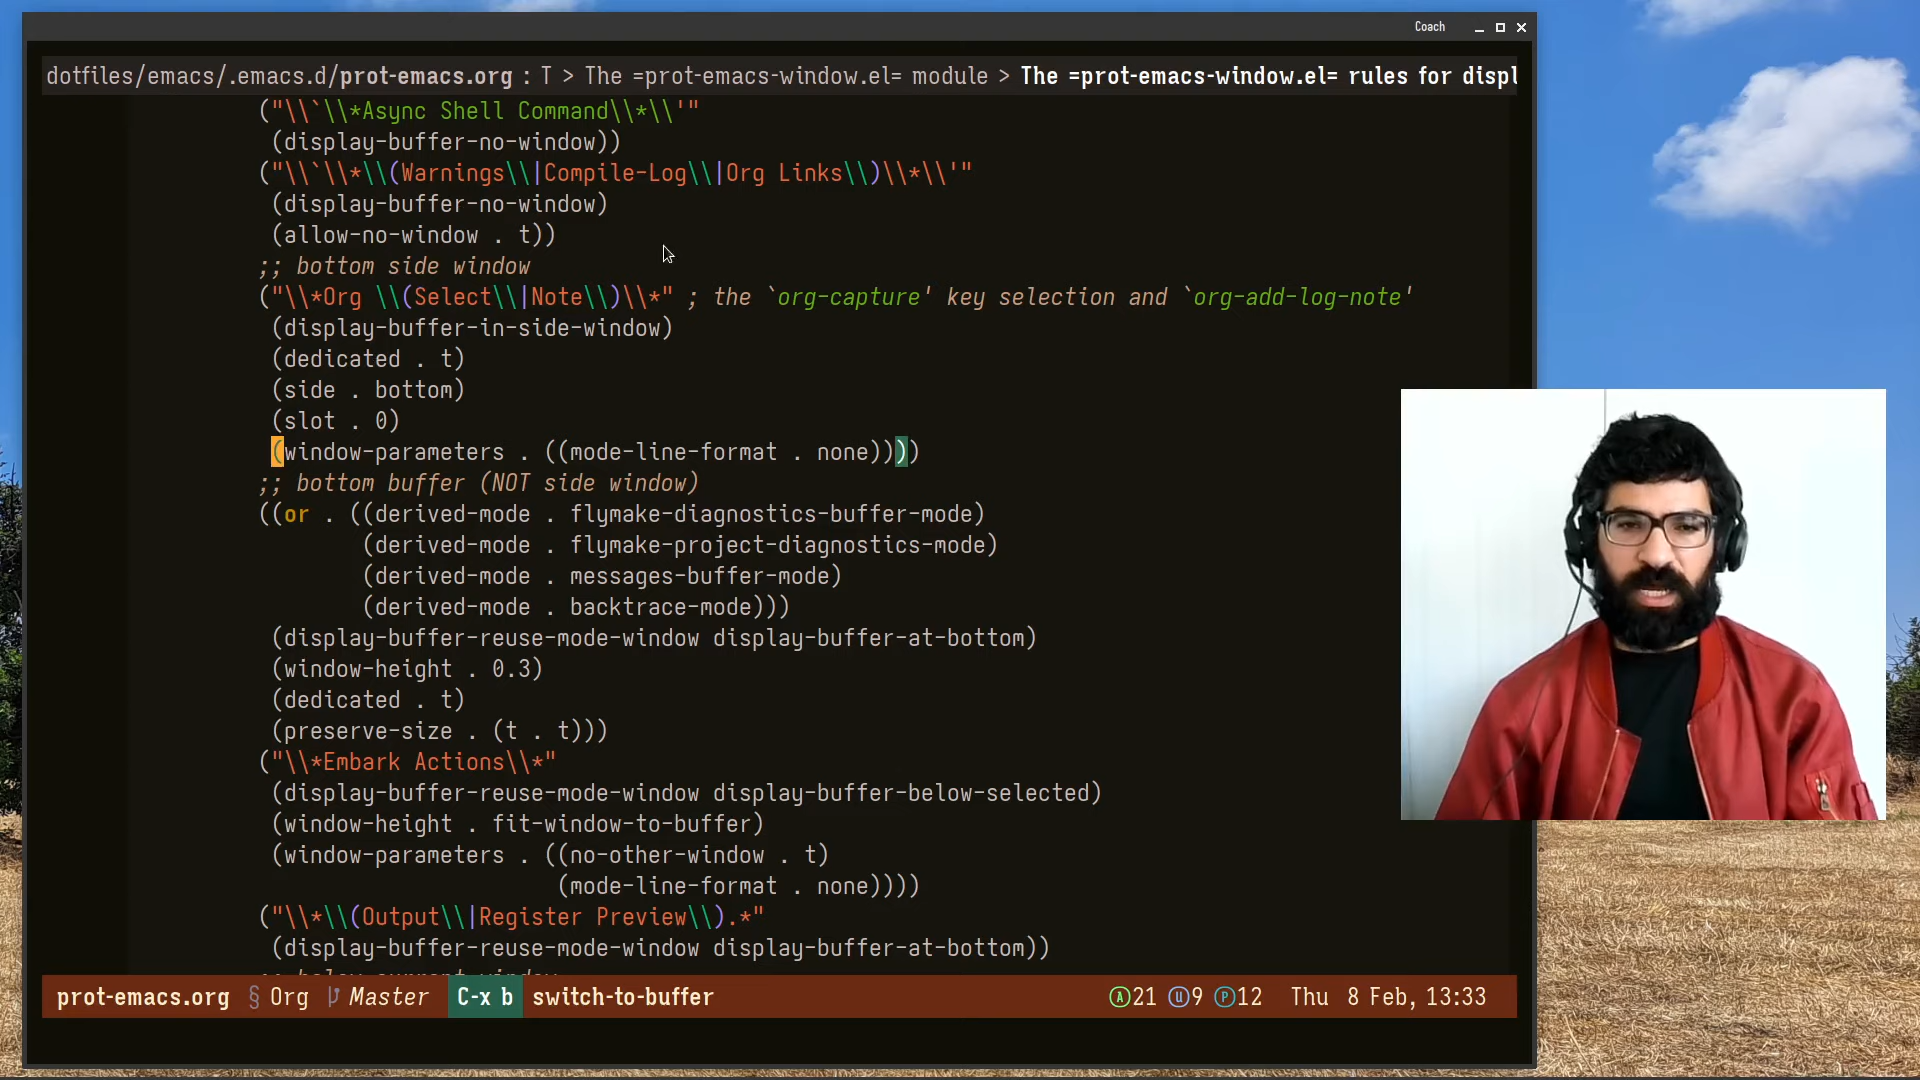 Coach
dotfiles/emacs/.emacs.d/prot-emacs.org : T > The =prot-emacs-window.el= module > The =prot-emacs-window.el= rules for displ
("\\`\\*Async Shell Command\\*\\'"
(display-buffer-no-window))
("\\`\\*\\(Warnings\\|Compile-Log\\|Org Links\\)\\*\\'"
(display-buffer-no-window)
(allow-no-window . t))
;; bottom side window
("\\*Org \\(Select\\|Note\\)\\*" ; the `org-capture' key selection and `org-add-log-note'
(display-buffer-in-side-window)
(dedicated . t)
(side . bottom)
(slot . 0)
(window-parameters . ((mode-line-format . none))))
;; bottom buffer (NOT side window)
((or . ((derived-mode . flymake-diagnostics-buffer-mode)
(derived-mode . flymake-project-diagnostics-mode)
(derived-mode . messages-buffer-mode)
(derived-mode . backtrace-mode)))
(display-buffer-reuse-mode-window display-buffer-at-bottom)
(window-height . 0.3)
(dedicated . t)
(preserve-size . (t . t)))
("\\*Embark Actions\\*"
(display-buffer-reuse-mode-window display-buffer-below-selected)
(window-height . fit-window-to-buffer)
(window-parameters . ((no-other-window . t)
(mode-line-format . none))))
("\\*\\(Output\\|Register Preview\\).*"
(display-buffer-reuse-mode-window display-buffer-at-bottom))
;; below current window
prot-emacs.org § Org Master C-x b switch-to-buffer A 21 U 9 P 12 Thu 8 Feb, 13:33